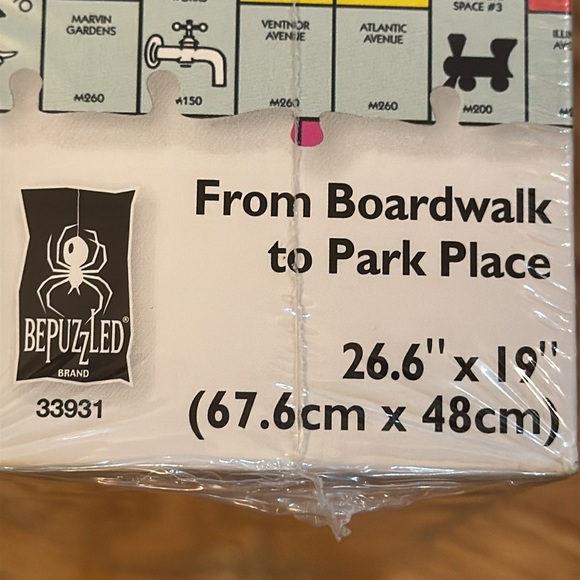 SPACE #3
MARVIN
GARDENS
VENTNOR
AVENUE
ATLANTIC
AVENUE
M260
M150
M260
M260
M200
From Boardwalk
to Park Place
BEPUZZLED®
BRAND
33931
26.6" x 19"
(67.6cm x 48cm)